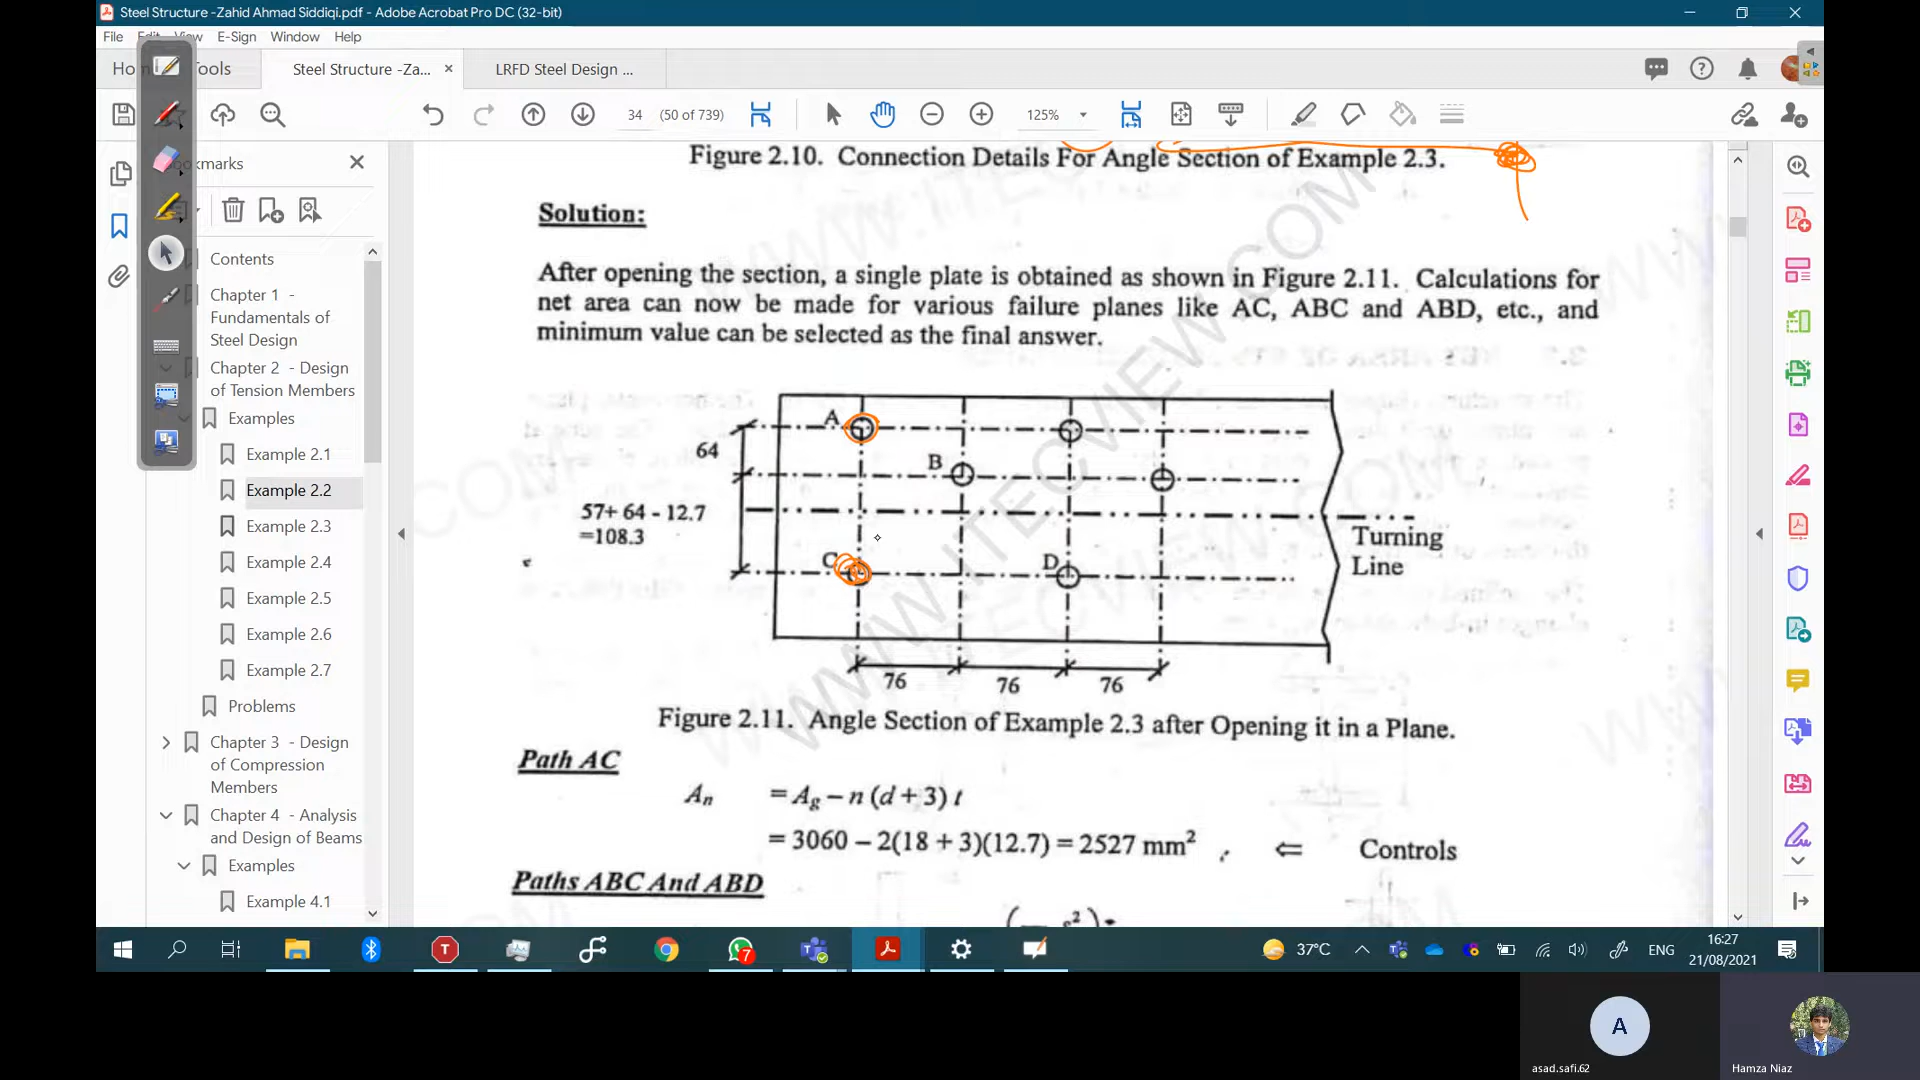 Steel Structure -Zahid Ahmad Siddiqi.pdf - Adobe Acrobat Pro DC (32-bit)
File Edit View E-Sign Window Help
Steel Structure -Za... × LRFD Steel Design ...
34 (50 of 739) 125%
Contents
Chapter 1 -
Fundamentals of
Steel Design
Chapter 2 - Design
of Tension Members
Examples
Example 2.1
Example 2.2
Example 2.3
Example 2.4
Example 2.5
Example 2.6
Example 2.7
Problems
Chapter 3 - Design
of Compression
Members
Chapter 4 - Analysis
and Design of Beams
Examples
Example 4.1
Figure 2.10. Connection Details For Angle Section of Example 2.3.
Solution:
After opening the section, a single plate is obtained as shown in Figure 2.11. Calculations for
net area can now be made for various failure planes like AC, ABC and ABD, etc., and
minimum value can be selected as the final answer.
A
64
B
57+ 64 - 12.7
=108.3
Turning
Line
C
D
76
76
76
WWW.ITECVIEW.COM
Figure 2.11. Angle Section of Example 2.3 after Opening it in a Plane.
Path AC
An = Ag – n (d + 3) t
= 3060 – 2(18 + 3)(12.7) = 2527 mm² ⇐ Controls
Paths ABC And ABD
7
37°C
ENG
16:27
21/08/2021
A
asad.safi.62
Hamza Niaz